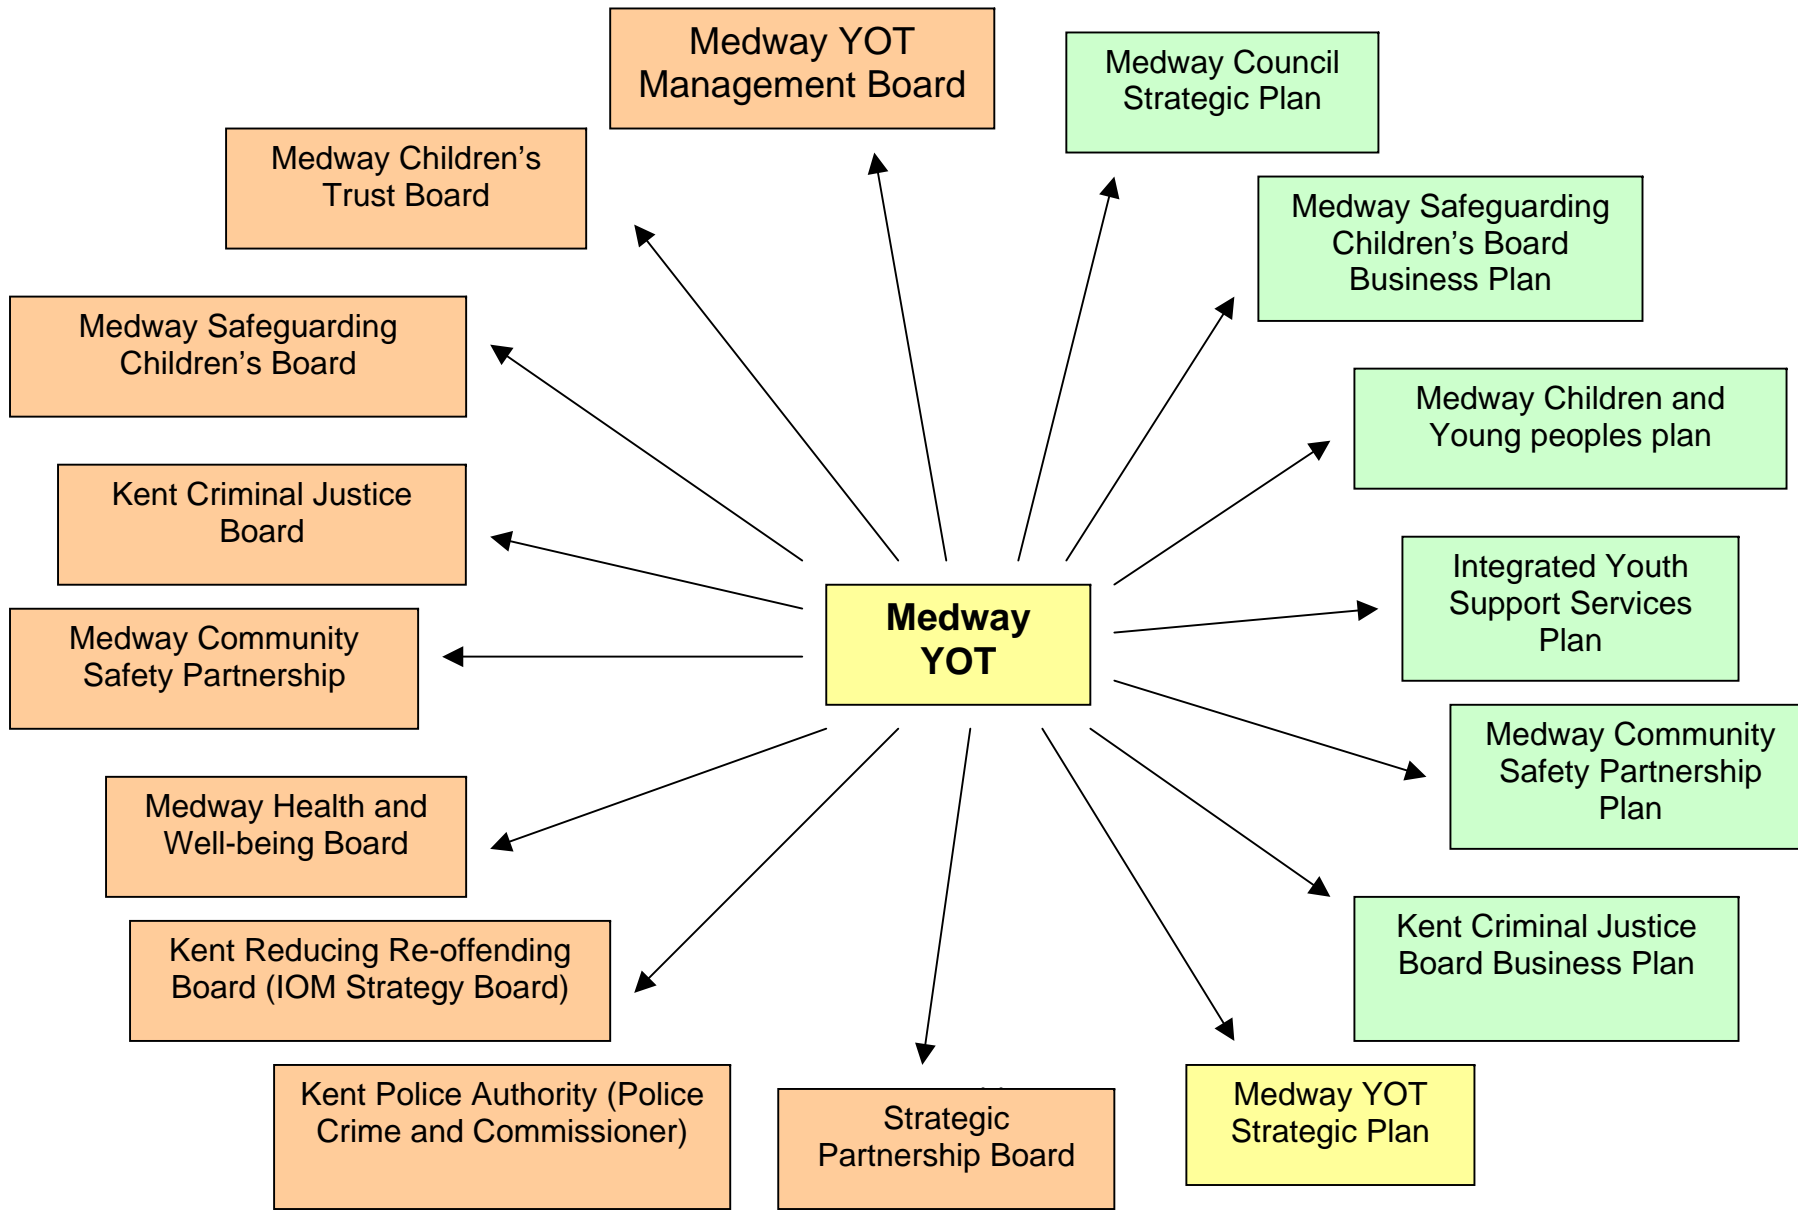 Medway YOT
Management Board
Medway Council
Strategic Plan
Medway Children’s
Trust Board
Medway Safeguarding
Children’s Board
Business Plan
Medway Safeguarding
Children’s Board
Medway Children and
Young peoples plan
Kent Criminal Justice
Board
Integrated Youth
Support Services
Plan
Medway
YOT
Medway Community
Safety Partnership
Medway Community
Safety Partnership
Plan
Medway Health and
Well-being Board
Kent Criminal Justice
Board Business Plan
Kent Reducing Re-offending
Board (IOM Strategy Board)
Kent Police Authority (Police
Crime and Commissioner)
Strategic
Partnership Board
Medway YOT
Strategic Plan